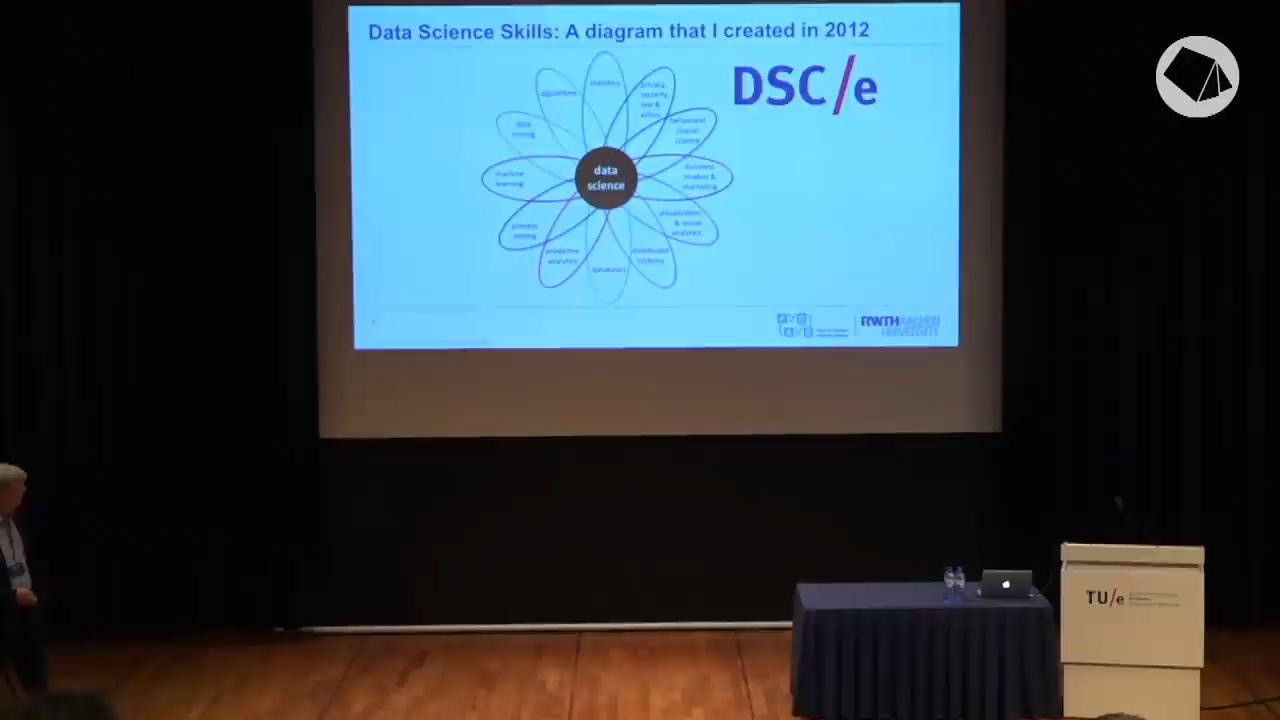 Data Science Skills: A diagram that I created in 2012
DSC/e
statistics
algorithms
privacy,
security,
law &
ethics
data
mining
behavioral
/social
science
machine
learning
data
science
business
models &
marketing
process
mining
visualization
& visual
analytics
predictive
analytics
databases
distributed
systems
RWTHAACHEN
UNIVERSITY
TU/e